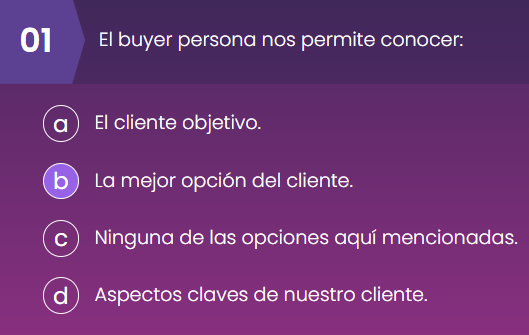 01
El buyer persona nos permite conocer:
a El cliente objetivo.
b La mejor opción del cliente.
c Ninguna de las opciones aquí mencionadas.
d Aspectos claves de nuestro cliente.